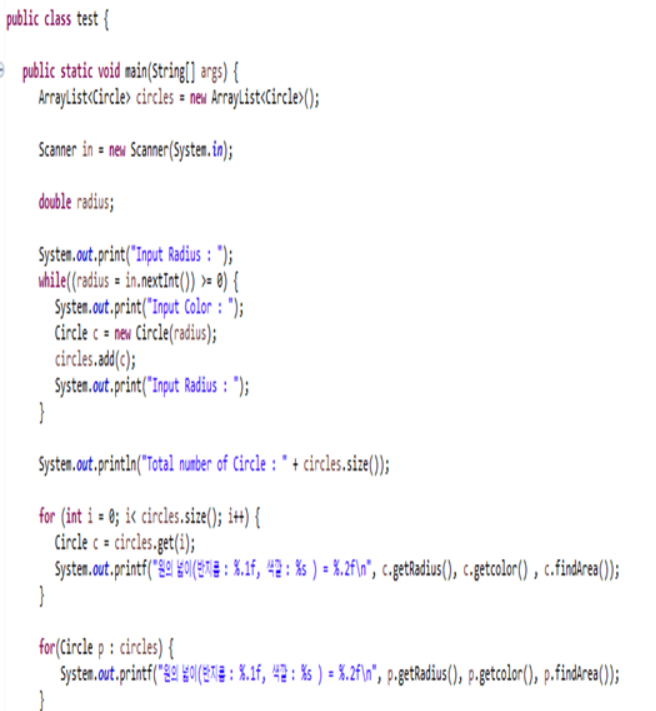 public class test {
public static void main(String[] args) {
ArrayList<Circle> circles = new ArrayList<Circle>();
Scanner in = new Scanner(System.in);
double radius;
System.out.print("Input Radius : ");
while((radius = in.nextInt()) >= 0) {
System.out.print("Input Color : ");
Circle c = new Circle(radius);
circles.add(c);
System.out.print("Input Radius : ");
}
System.out.println("Total number of Circle : " + circles.size());
for (int i = 0; i< circles.size(); i++) {
Circle c = circles.get(i);
System.out.printf("원의 넓이(반지름 : %.1f, 색깔 : %s ) = %.2f\n", c.getRadius(), c.getcolor() , c.findArea());
}
for(Circle p : circles) {
System.out.printf("원의 넓이(반지름 : %.1f, 색깔 : %s ) = %.2f\n", p.getRadius(), p.getcolor(), p.findArea());
}